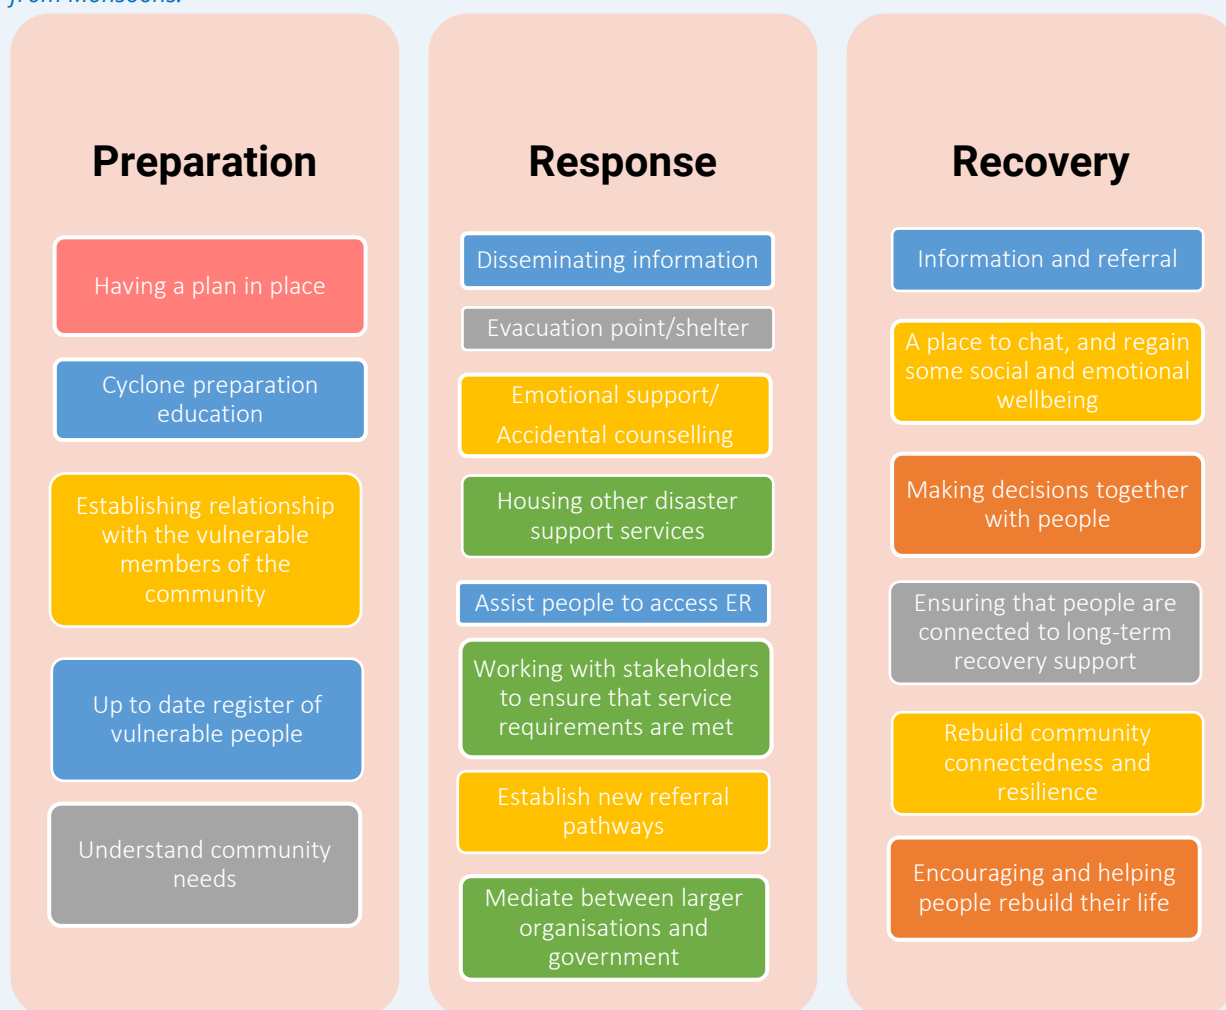 from Monsoons.
Preparation
Having a plan in place
Cyclone preparation
education
Establishing relationship
with the vulnerable
members of the
community
Up to date register of
vulnerable people
Understand community
needs
Response
Disseminating information
Evacuation point/shelter
Emotional support/
Accidental counselling
Housing other disaster
support services
Assist people to access ER
Working with stakeholders
to ensure that service
requirements are met
Establish new referral
pathways
Mediate between larger
organisations and
government
Recovery
Information and referral
A place to chat, and regain
some social and emotional
wellbeing
Making decisions together
with people
Ensuring that people are
connected to long-term
recovery support
Rebuild community
connectedness and
resilience
Encouraging and helping
people rebuild their life